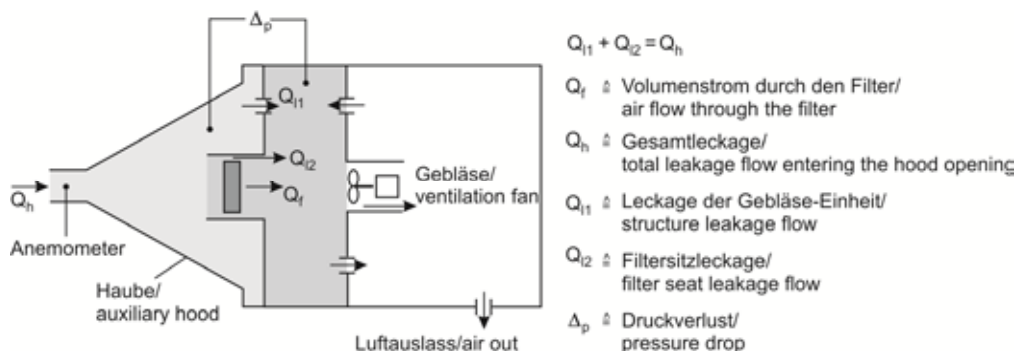 Δp
Ql1 + Ql2 = Qh
Ql1
Qf ≙ Volumenstrom durch den Filter/
air flow through the filter
Ql2
Qh ≙ Gesamtleckage/
total leakage flow entering the hood opening
Qf
Gebläse/
ventilation fan
Qh
Ql1 ≙ Leckage der Gebläse-Einheit/
structure leakage flow
Anemometer
Ql2 ≙ Filtersitzleckage/
filter seat leakage flow
Haube/
auxiliary hood
Δp ≙ Druckverlust/
pressure drop
Luftauslass/air out